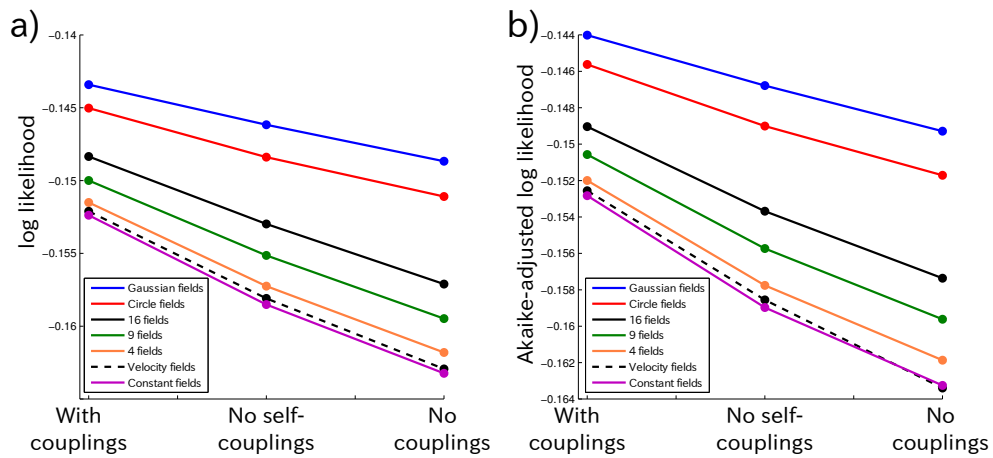 a)
log likelihood
−0.14
−0.145
−0.15
−0.155
−0.16
Gaussian fields
Circle fields
16 fields
9 fields
4 fields
Velocity fields
Constant fields
With
couplings
No self-
couplings
No
couplings
b)
Akaike-adjusted log likelihood
−0.144
−0.146
−0.148
−0.15
−0.152
−0.154
−0.156
−0.158
−0.16
−0.162
−0.164
Gaussian fields
Circle fields
16 fields
9 fields
4 fields
Velocity fields
Constant fields
With
couplings
No self-
couplings
No
couplings